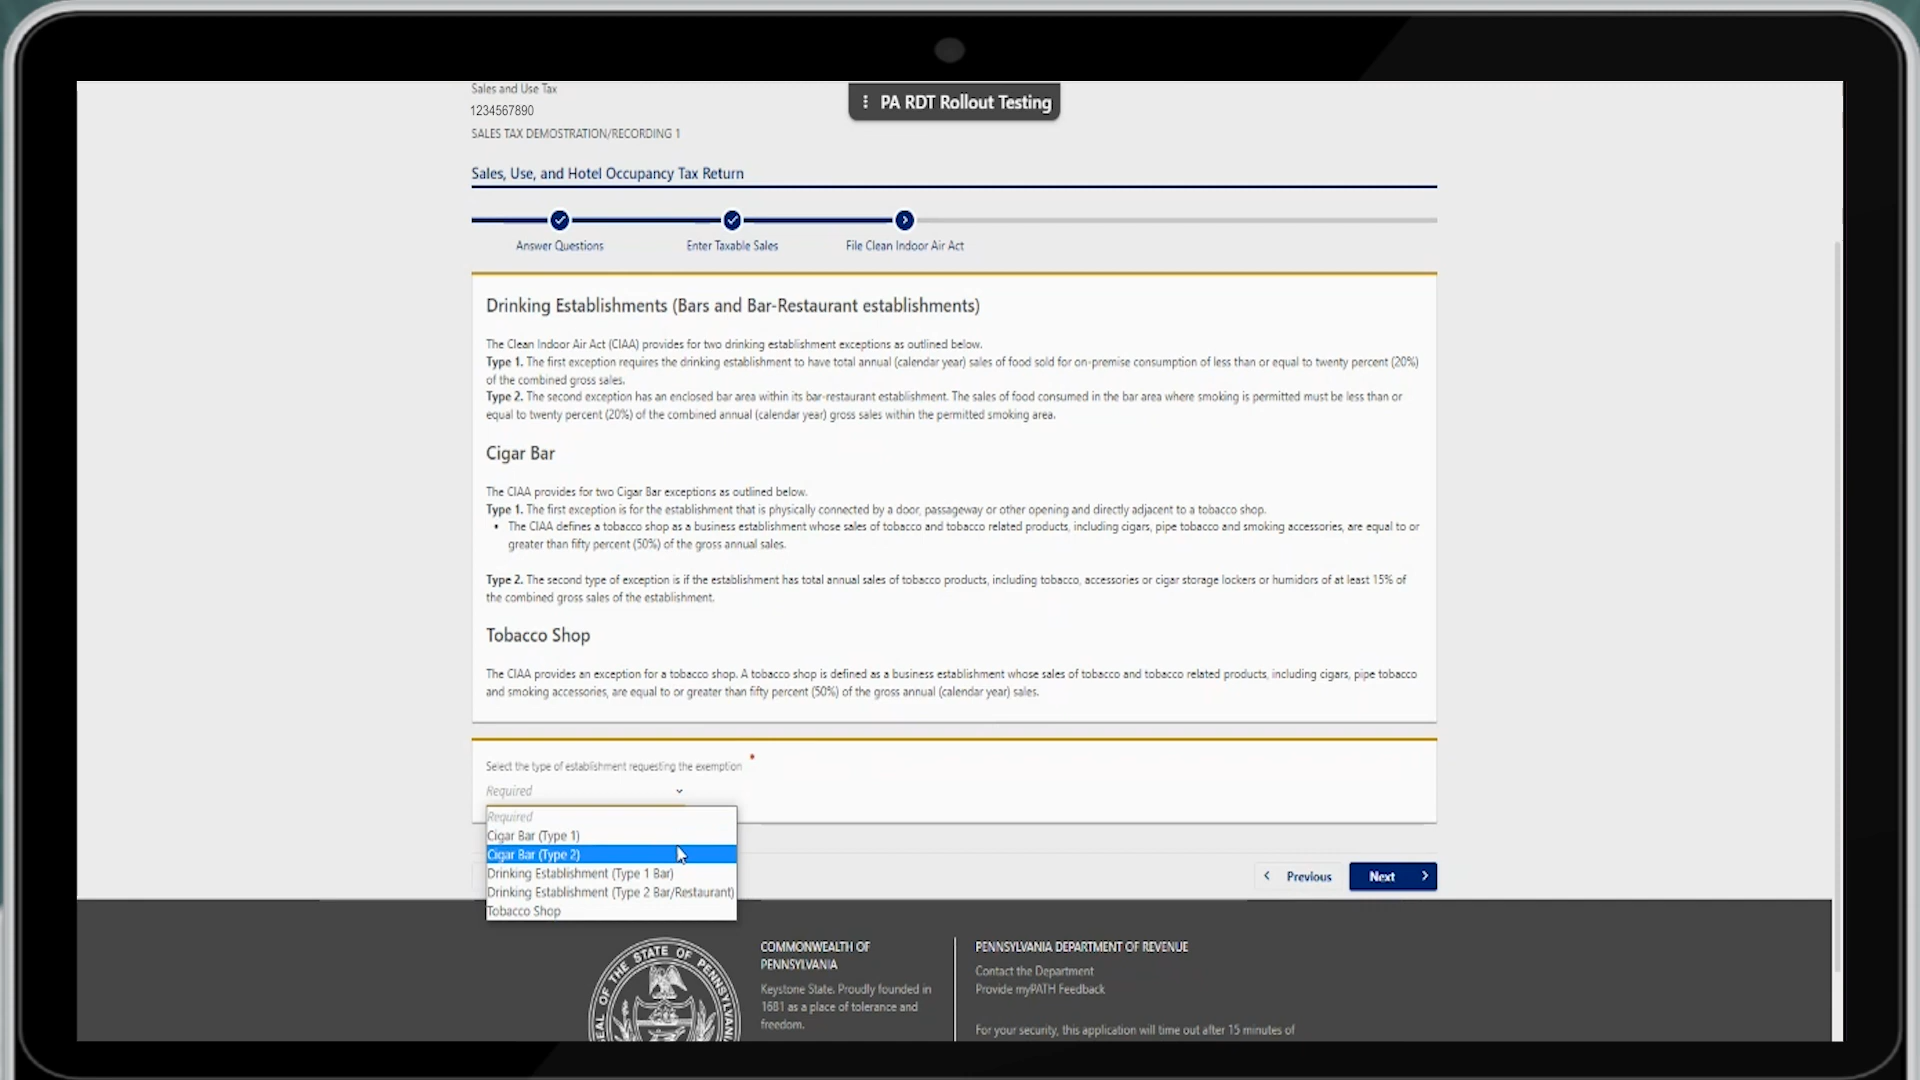 Sales and Use Tax
1234567890
SALES TAX DEMOSTRATION/RECORDING 1
PA RDT Rollout Testing
Sales, Use, and Hotel Occupancy Tax Return
Answer Questions
Enter Taxable Sales
File Clean Indoor Air Act
Drinking Establishments (Bars and Bar-Restaurant establishments)
The Clean Indoor Air Act (CIAA) provides for two drinking establishment exceptions as outlined below.
Type 1. The first exception requires the drinking establishment to have total annual (calendar year) sales of food sold for on-premise consumption of less than or equal to twenty percent (20%)
of the combined gross sales.
Type 2. The second exception has an enclosed bar area within its bar-restaurant establishment. The sales of food consumed in the bar area where smoking is permitted must be less than or
equal to twenty percent (20%) of the combined annual (calendar year) gross sales within the permitted smoking area.
Cigar Bar
The CIAA provides for two Cigar Bar exceptions as outlined below.
Type 1. The first exception is for the establishment that is physically connected by a door, passageway or other opening and directly adjacent to a tobacco shop.
• The CIAA defines a tobacco shop as a business establishment whose sales of tobacco and tobacco related products, including cigars, pipe tobacco and smoking accessories, are equal to or
greater than fifty percent (50%) of the gross annual sales.
Type 2. The second type of exception is if the establishment has total annual sales of tobacco products, including tobacco, accessories or cigar storage lockers or humidors of at least 15% of
the combined gross sales of the establishment.
Tobacco Shop
The CIAA provides an exception for a tobacco shop. A tobacco shop is defined as a business establishment whose sales of tobacco and tobacco related products, including cigars, pipe tobacco
and smoking accessories, are equal to or greater than fifty percent (50%) of the gross annual (calendar year) sales.
Select the type of establishment requesting the exemption *
Required
Required
Cigar Bar (Type 1)
Cigar Bar (Type 2)
Drinking Establishment (Type 1 Bar)
Drinking Establishment (Type 2 Bar/Restaurant)
Tobacco Shop
Previous
Next
SEAL OF THE STATE OF PENNSYLVANIA
COMMONWEALTH OF
PENNSYLVANIA
Keystone State. Proudly founded in
1681 as a place of tolerance and
freedom.
PENNSYLVANIA DEPARTMENT OF REVENUE
Contact the Department
Provide myPATH Feedback
For your security, this application will time out after 15 minutes of